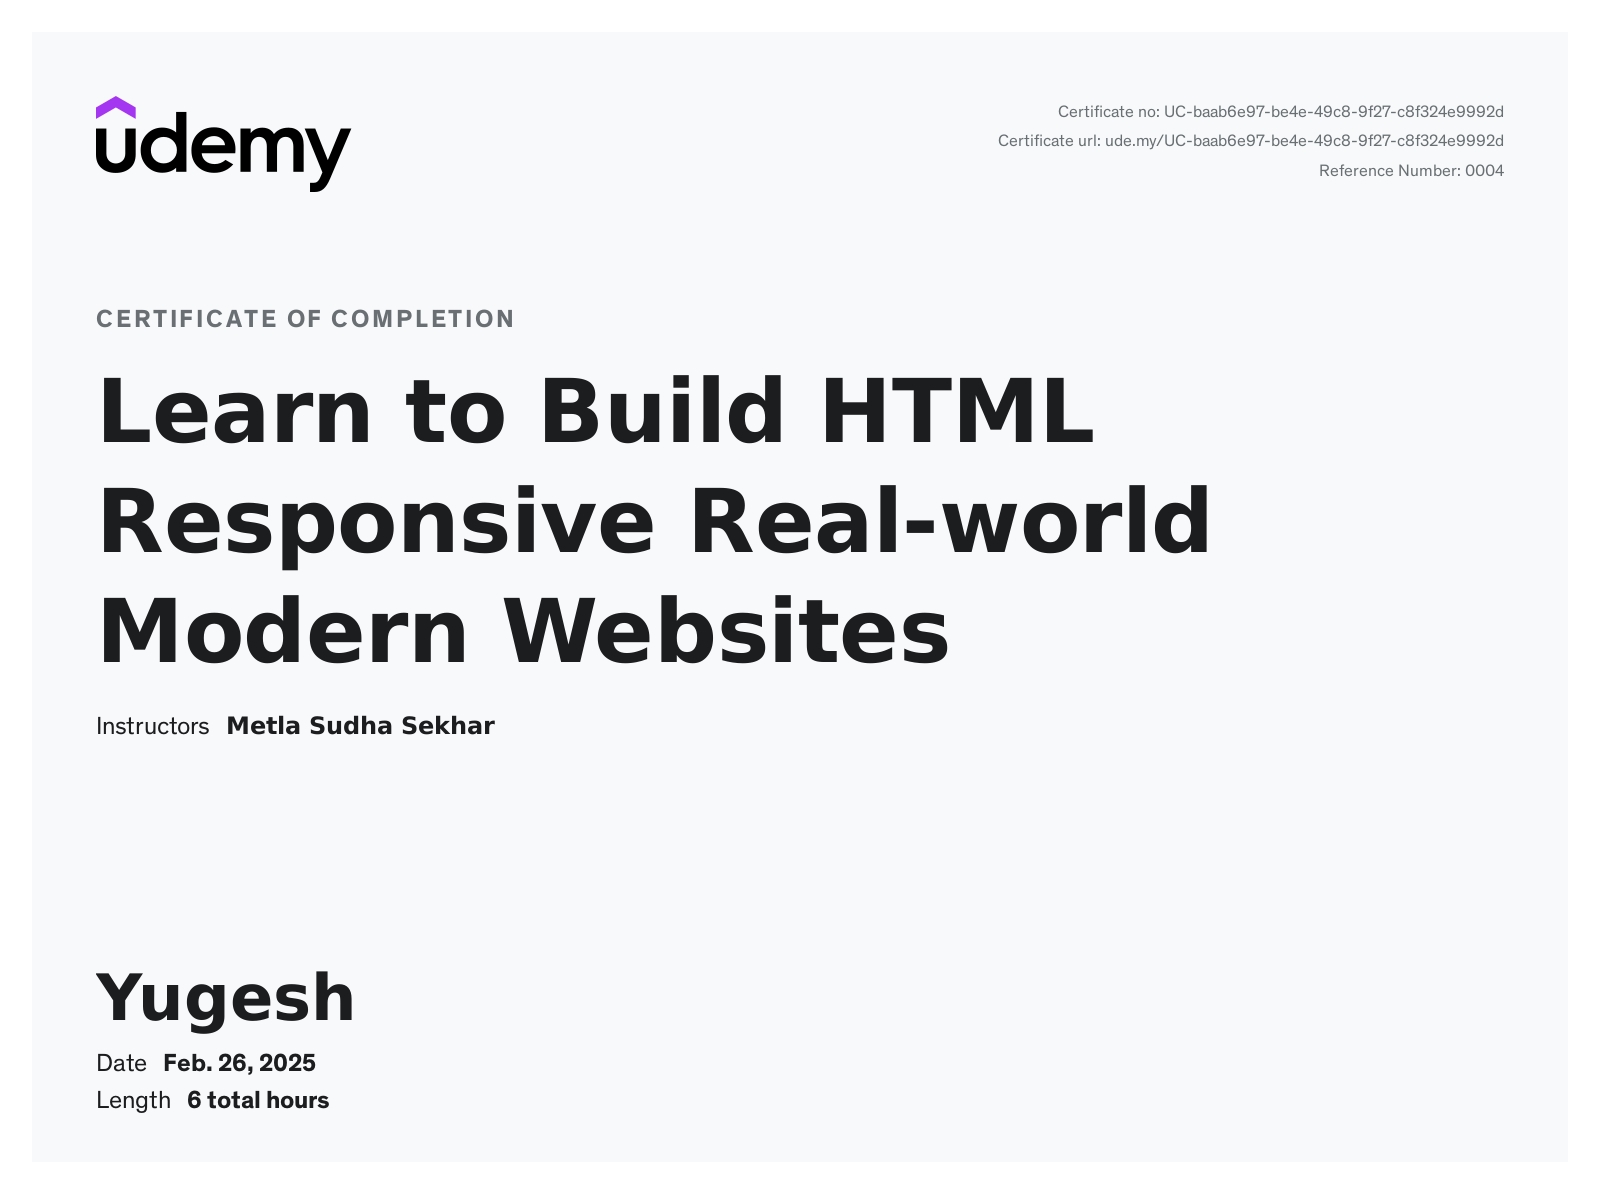 udemy
Certificate no: UC-baab6e97-be4e-49c8-9f27-c8f324e9992d
Certificate url: ude.my/UC-baab6e97-be4e-49c8-9f27-c8f324e9992d
Reference Number: 0004
CERTIFICATE OF COMPLETION
Learn to Build HTML
Responsive Real-world
Modern Websites
Instructors Metla Sudha Sekhar
Yugesh
Date Feb. 26, 2025
Length 6 total hours